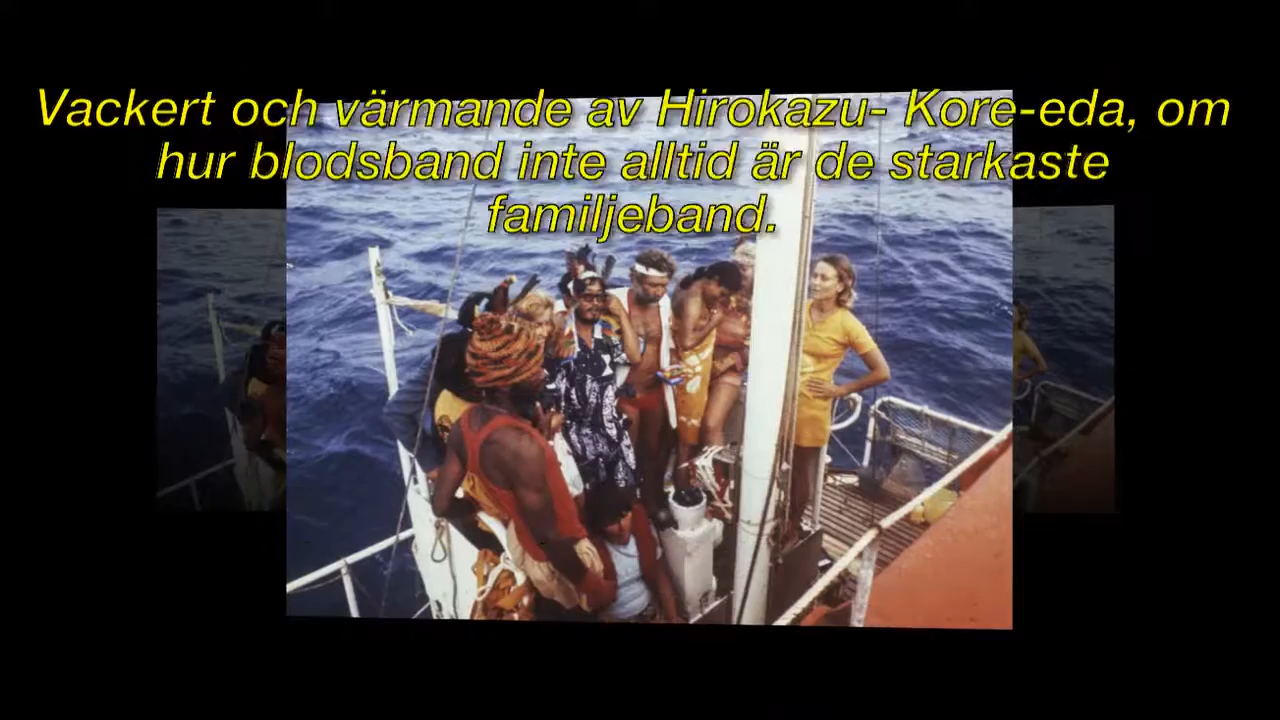 Vackert och värmande av Hirokazu- Kore-eda, om
hur blodsband inte alltid är de starkaste
familjeband.